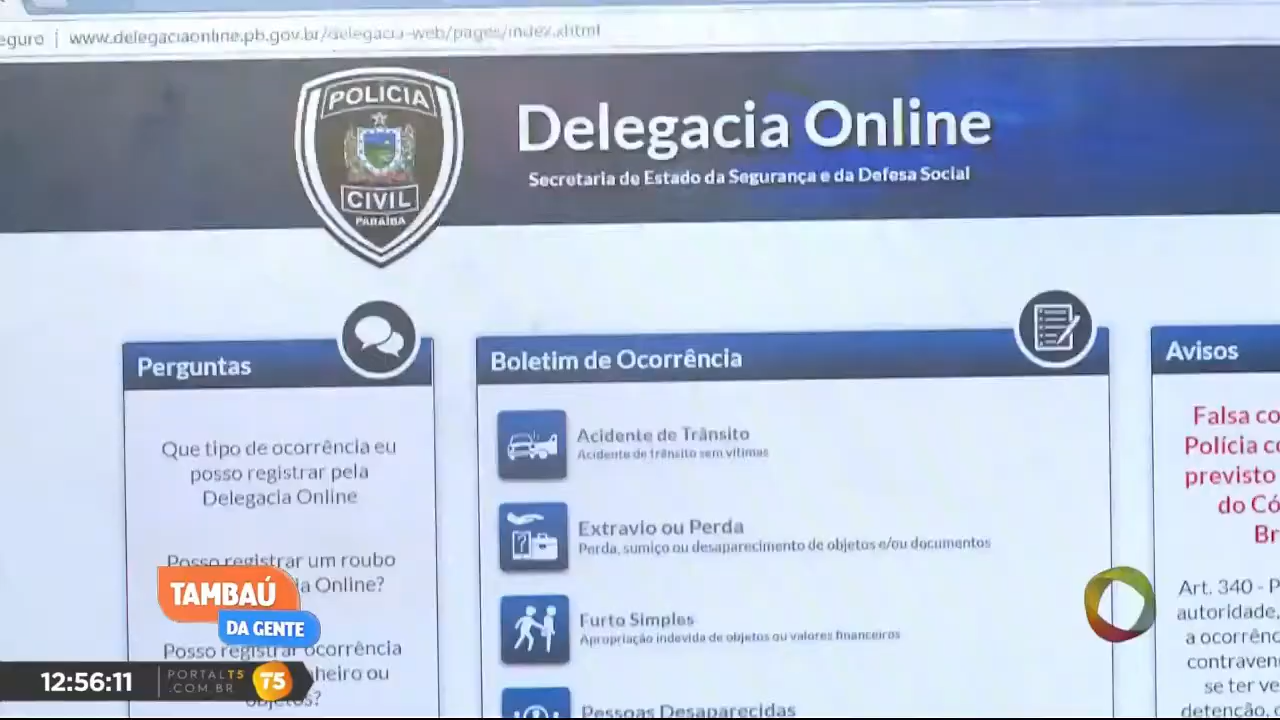 eguro | www.delegaciaonline.pb.gov.br/delegacia-web/pages/index.xhtml
POLÍCIA
CIVIL
PARAÍBA
Delegacia Online
Secretaria de Estado da Segurança e da Defesa Social
Perguntas
Que tipo de ocorrência eu
posso registrar pela
Delegacia Online
Posso registrar um roubo
a Online?
Posso registrar ocorrência
heiro ou
objetos?
Boletim de Ocorrência
Acidente de Trânsito
Acidente de trânsito sem vítimas
Extravio ou Perda
Perda, sumiço ou desaparecimento de objetos e/ou documentos
Furto Simples
Apropriação indevida de objetos ou valores financeiros
Pessoas Desaparecidas
Avisos
Falsa co
Polícia co
previsto
do Có
Br
Art. 340 - P
autoridade,
a ocorrênc
contraven
se ter ve
detenção, d
TAMBAÚ
DA GENTE
12:56:11
PORTAL T5
.COM.BR
T5